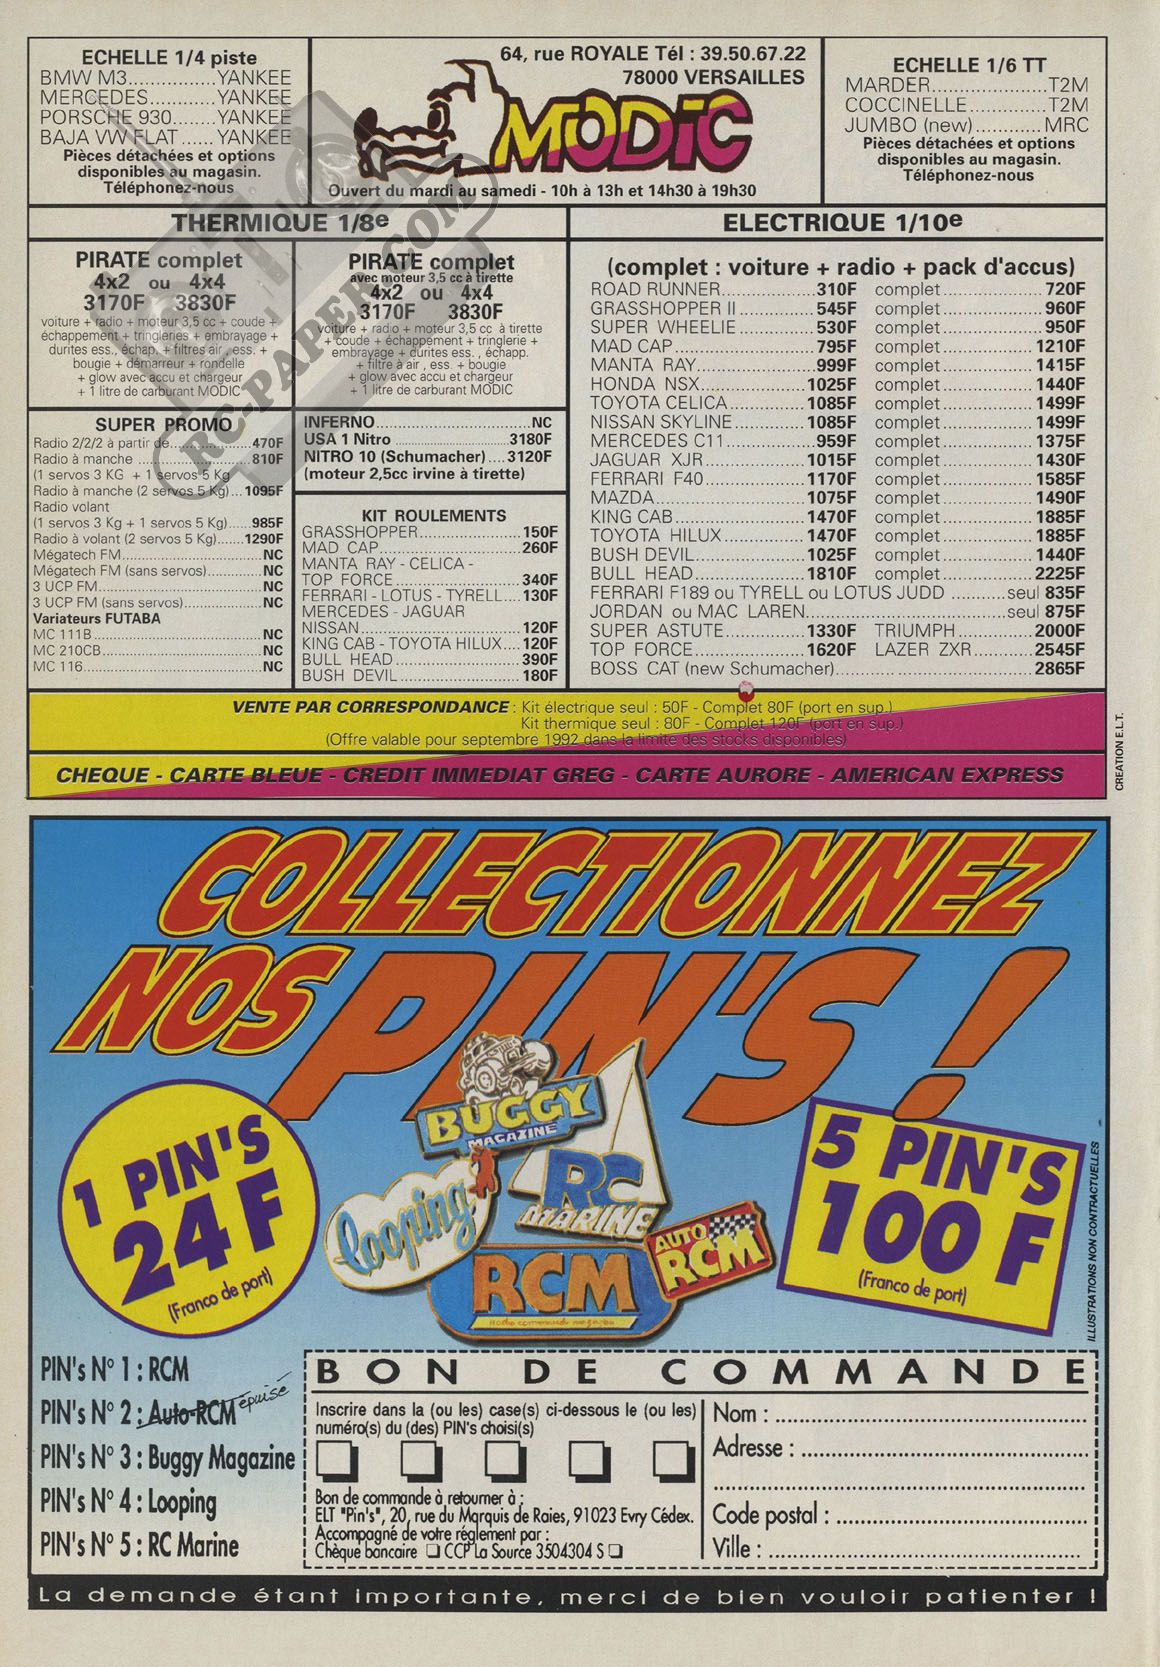 ECHELLE 1/4 piste
BMW M3...............YANKEE
MERCEDES............YANKEE
PORSCHE 930........YANKEE
BAJA VW FLAT ......YANKEE
Pièces détachées et options
disponibles au magasin.
Téléphonez-nous
64, rue ROYALE Tél : 39.50.67.22
78000 VERSAILLES
MODIC
Ouvert du mardi au samedi - 10h à 13h et 14h30 à 19h30
ECHELLE 1/6 TT
MARDER....................T2M
COCCINELLE..............T2M
JUMBO (new)............MRC
Pièces détachées et options
disponibles au magasin.
Téléphonez-nous
THERMIQUE 1/8e
PIRATE complet
4x2 ou 4x4
3170F 3830F
voiture + radio + moteur 3,5 cc + coude +
échappement + tringleries + embrayage +
durites ess., échap. + filtres air , ess. +
bougie + démarreur + rondelle
+ glow avec accu et chargeur
+ 1 litre de carburant MODIC
PIRATE complet
avec moteur 3,5 cc à tirette
4x2 ou 4x4
3170F 3830F
voiture + radio + moteur 3,5 cc à tirette
+ coude + échappement + tringlerie +
embrayage + durites ess. , échapp.
+ filtre à air , ess. + bougie
+ glow avec accu et chargeur
+ 1 litre de carburant MODIC
SUPER PROMO
Radio 2/2/2 à partir de......................470F
Radio à manche ..............................810F
(1 servos 3 KG + 1 servos 5 Kg
Radio à manche (2 servos 5 Kg)....1095F
Radio volant
(1 servos 3 Kg + 1 servos 5 Kg)......985F
Radio à volant (2 servos 5 Kg)......1290F
Mégatech FM...................................NC
Mégatech FM (sans servos)..............NC
3 UCP FM........................................NC
3 UCP FM (sans servos)....................NC
Variateurs FUTABA
MC 111B..........................................NC
MC 210CB........................................NC
MC 116............................................NC
INFERNO.......................................NC
USA 1 Nitro ............................3180F
NITRO 10 (Schumacher) ....3120F
(moteur 2,5cc irvine à tirette)
KIT ROULEMENTS
GRASSHOPPER.......................150F
MAD CAP................................260F
MANTA RAY - CELICA -
TOP FORCE............................340F
FERRARI - LOTUS - TYRELL....130F
MERCEDES - JAGUAR
NISSAN...................................120F
KING CAB - TOYOTA HILUX....120F
BULL HEAD............................390F
BUSH DEVIL...........................180F
ELECTRIQUE 1/10e
(complet : voiture + radio + pack d'accus)
ROAD RUNNER...............310F complet..................720F
GRASSHOPPER II............545F complet..................960F
SUPER WHEELIE.............530F complet..................950F
MAD CAP.......................795F complet................1210F
MANTA RAY...................999F complet................1415F
HONDA NSX.................1025F complet................1440F
TOYOTA CELICA............1085F complet................1499F
NISSAN SKYLINE..........1085F complet................1499F
MERCEDES C11..............959F complet................1375F
JAGUAR XJR.................1015F complet................1430F
FERRARI F40................1170F complet................1585F
MAZDA........................1075F complet................1490F
KING CAB....................1470F complet................1885F
TOYOTA HILUX............1470F complet................1885F
BUSH DEVIL................1025F complet................1440F
BULL HEAD.................1810F complet................2225F
FERRARI F189 ou TYRELL ou LOTUS JUDD ...........seul 835F
JORDAN ou MAC LAREN...................................seul 875F
SUPER ASTUTE............1330F TRIUMPH..............2000F
TOP FORCE.................1620F LAZER ZXR............2545F
BOSS CAT (new Schumacher)...............................2865F
VENTE PAR CORRESPONDANCE : Kit électrique seul : 50F - Complet 80F (port en sup.)
Kit thermique seul : 80F - Complet 120F (port en sup.)
(Offre valable pour septembre 1992 dans la limite des stocks disponibles)
CHEQUE - CARTE BLEUE - CREDIT IMMEDIAT GREG - CARTE AURORE - AMERICAN EXPRESS
CREATION E.L.T.
RC-PAPER.COM
COLLECTIONNEZ
NOS PIN'S !
1 PIN'S
24 F
(Franco de port)
BUGGY
MAGAZINE
looping
RC
MARINE
RCM
radio commande magazine
AUTO
RCM
5 PIN'S
100 F
(Franco de port)
ILLUSTRATIONS NON CONTRACTUELLES
PIN's N° 1 : RCM
PIN's N° 2 : Auto-RCM épuisé
PIN's N° 3 : Buggy Magazine
PIN's N° 4 : Looping
PIN's N° 5 : RC Marine
BON DE COMMANDE
Inscrire dans la (ou les) case(s) ci-dessous le (ou les)
numéro(s) du (des) PIN's choisi(s)
Bon de commande à retourner à :
ELT "Pin's", 20, rue du Marquis de Raies, 91023 Evry Cédex.
Accompagné de votre réglement par :
Chèque bancaire ❏ CCP La Source 3504304 S ❏
Nom : ..........................................
Adresse : .....................................
..................................................
Code postal : ................................
Ville : ..........................................
La demande étant importante, merci de bien vouloir patienter !